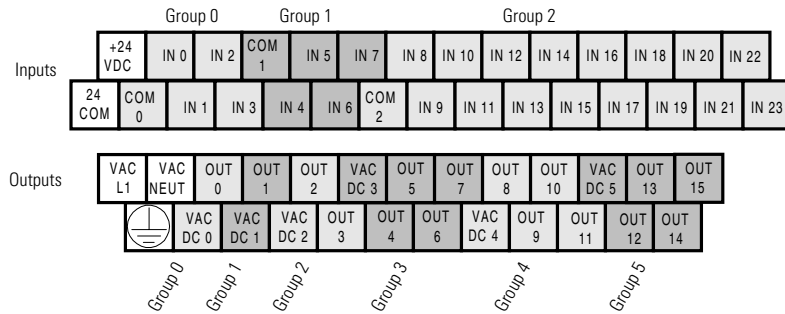 Group 0 Group 1 Group 2
Inputs
+24 VDC IN 0 IN 2 COM 1 IN 5 IN 7 IN 8 IN 10 IN 12 IN 14 IN 16 IN 18 IN 20 IN 22
24 COM COM 0 IN 1 IN 3 IN 4 IN 6 COM 2 IN 9 IN 11 IN 13 IN 15 IN 17 IN 19 IN 21 IN 23
Outputs
VAC L1 VAC NEUT OUT 0 OUT 1 OUT 2 VAC DC 3 OUT 5 OUT 7 OUT 8 OUT 10 VAC DC 5 OUT 13 OUT 15
VAC DC 0 VAC DC 1 VAC DC 2 OUT 3 OUT 4 OUT 6 VAC DC 4 OUT 9 OUT 11 OUT 12 OUT 14
Group 0 Group 1 Group 2 Group 3 Group 4 Group 5